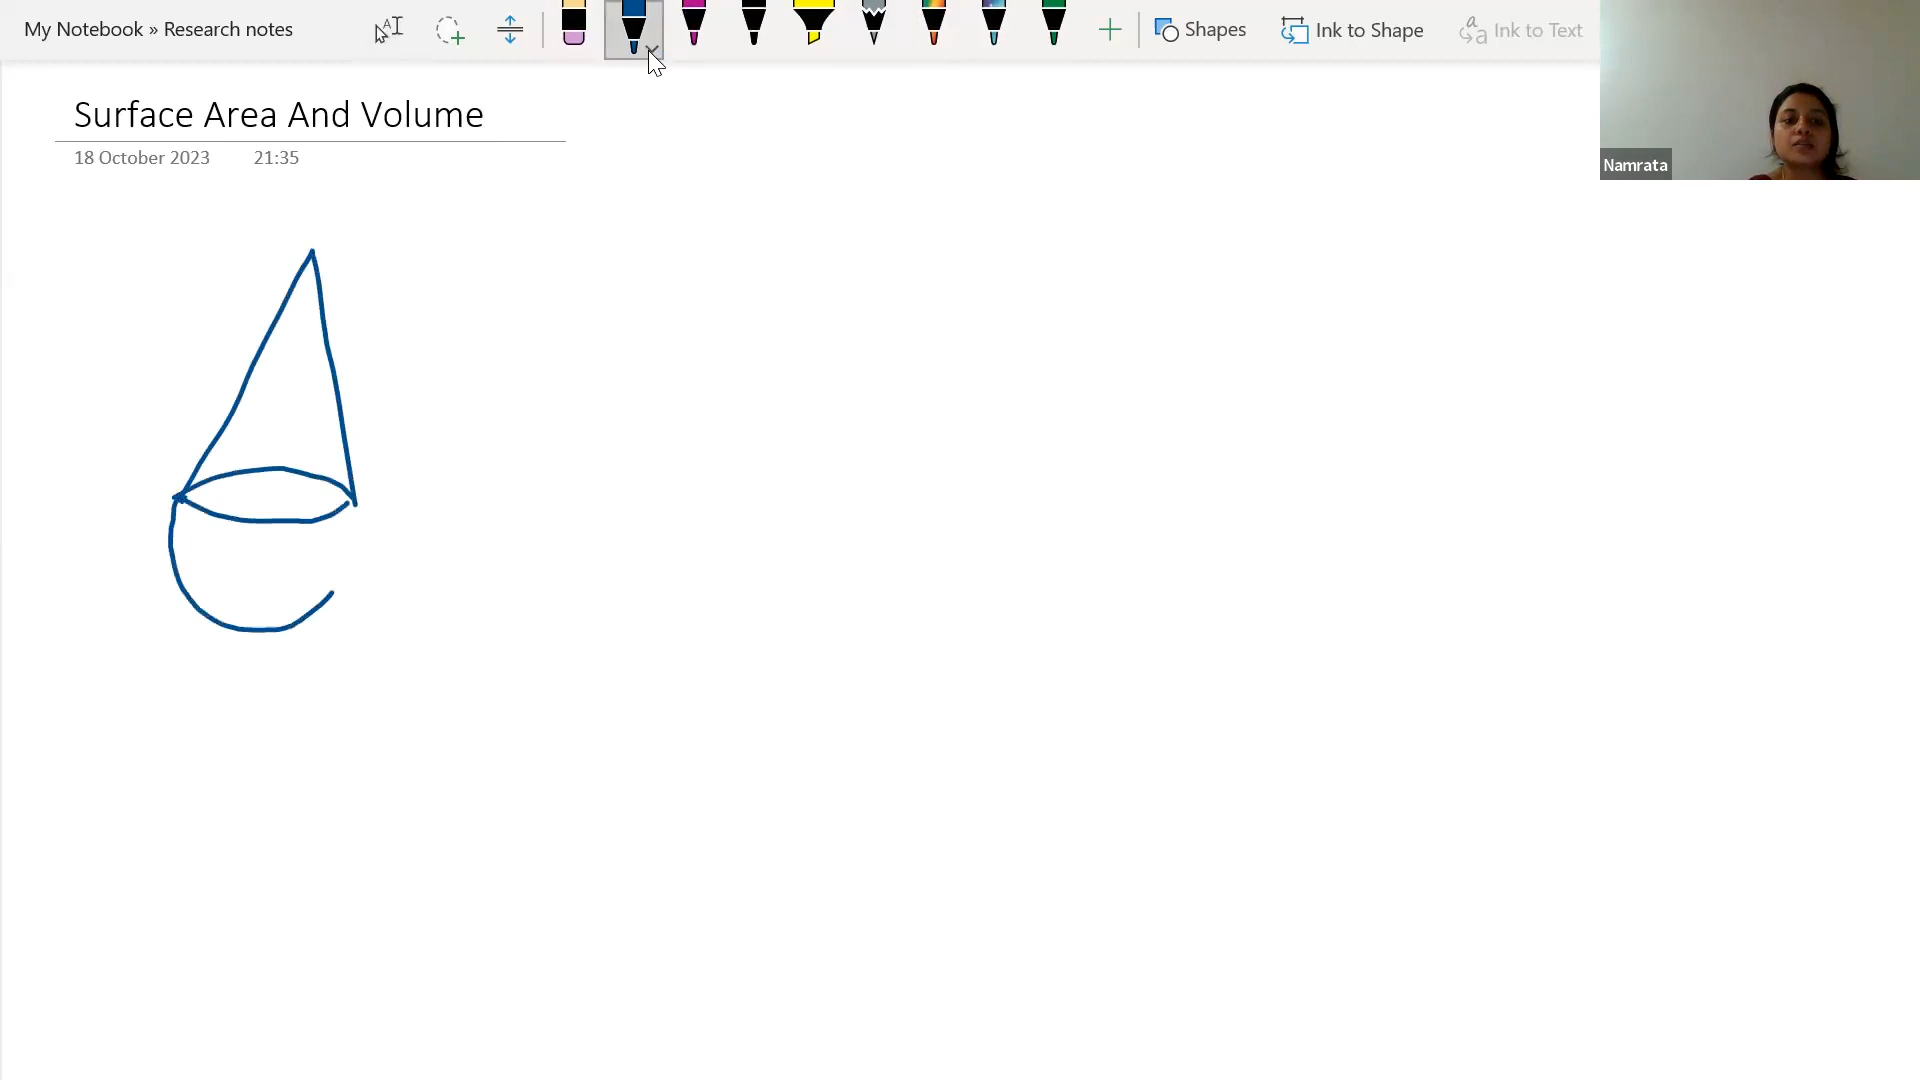 My Notebook » Research notes
Shapes
Ink to Shape
Ink to Text
Namrata
Surface Area And Volume
18 October 2023 21:35